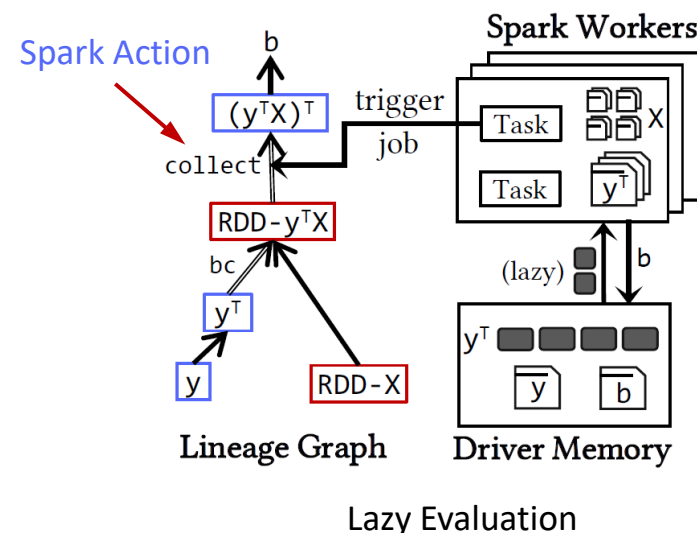 Spark Action
b
(yᵀX)ᵀ
collect
RDD-yᵀX
bc
yᵀ
y
RDD-X
Lineage Graph
trigger
job
Spark Workers
Task
X
Task
yᵀ
(lazy)
b
yᵀ
y
b
Driver Memory
Lazy Evaluation